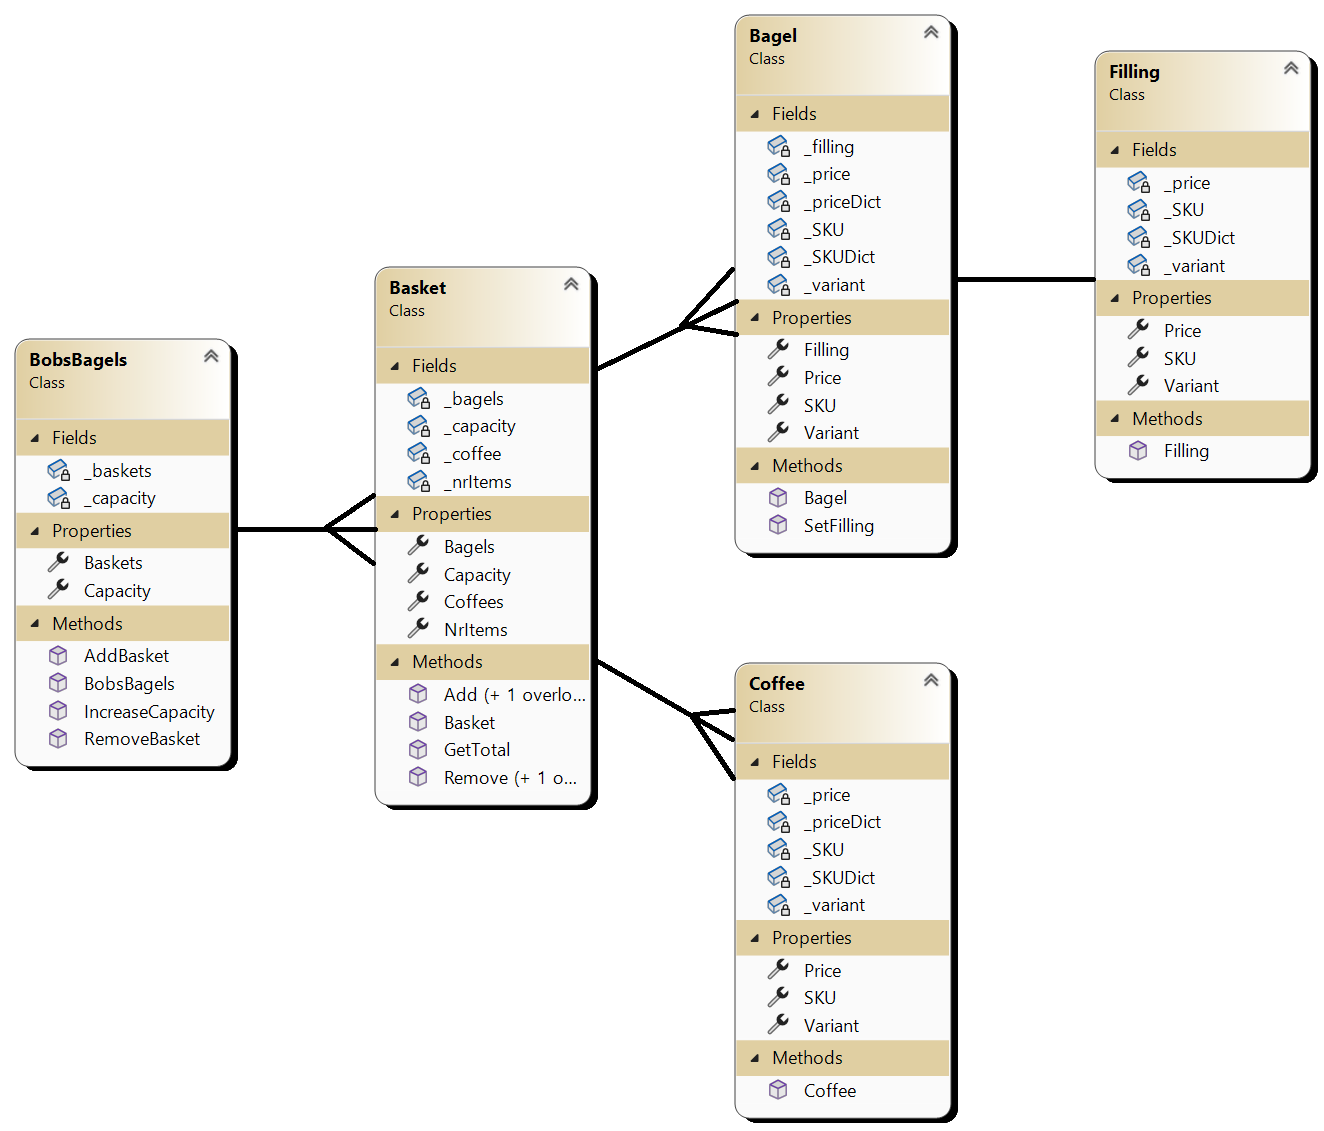 BobsBagels
Class
Fields
_baskets
_capacity
Properties
Baskets
Capacity
Methods
AddBasket
BobsBagels
IncreaseCapacity
RemoveBasket
Basket
Class
Fields
_bagels
_capacity
_coffee
_nrItems
Properties
Bagels
Capacity
Coffees
NrItems
Methods
Add (+ 1 overlo...
Basket
GetTotal
Remove (+ 1 o...
Bagel
Class
Fields
_filling
_price
_priceDict
_SKU
_SKUDict
_variant
Properties
Filling
Price
SKU
Variant
Methods
Bagel
SetFilling
Filling
Class
Fields
_price
_SKU
_SKUDict
_variant
Properties
Price
SKU
Variant
Methods
Filling
Coffee
Class
Fields
_price
_priceDict
_SKU
_SKUDict
_variant
Properties
Price
SKU
Variant
Methods
Coffee